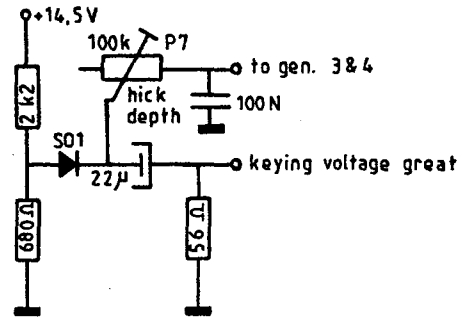 +14,5V
100k P7
to gen. 3&4
2k2
hick
depth
100N
S01
22µ
keying voltage great
680Ω
56Ω